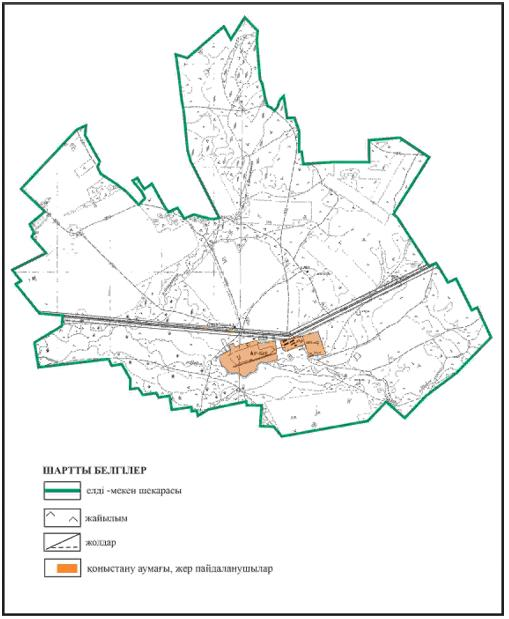 ШАРТТЫ БЕЛГІЛЕР
елді -мекен шекарасы
жайылым
жолдар
қоныстану аумағы, жер пайдаланушылар